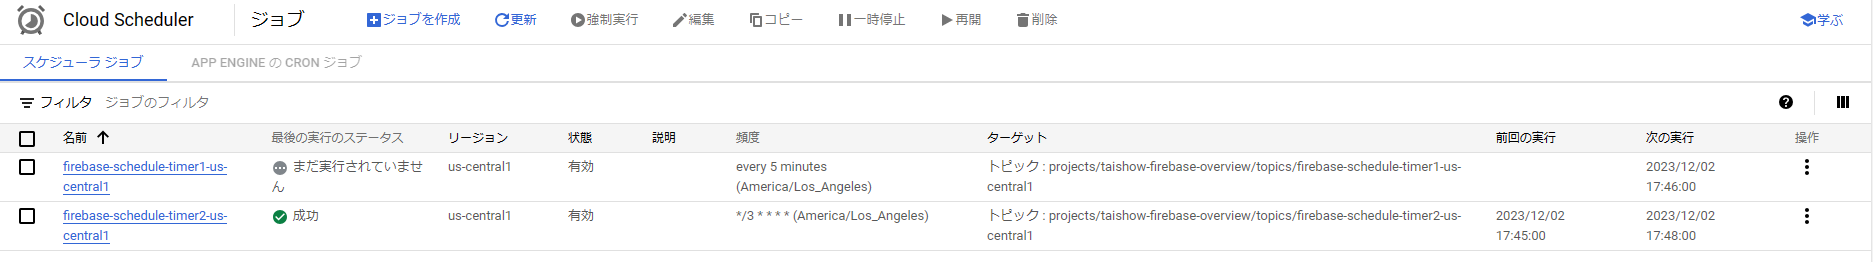 Cloud Scheduler ジョブ ジョブを作成 更新 強制実行 編集 コピー 一時停止 再開 削除 学ぶ
スケジューラ ジョブ APP ENGINE の CRON ジョブ
フィルタ ジョブのフィルタ
名前 最後の実行のステータス リージョン 状態 説明 頻度 ターゲット 前回の実行 次の実行 操作
firebase-schedule-timer1-us- まだ実行されていませ us-central1 有効 every 5 minutes トピック : projects/taishow-firebase-overview/topics/firebase-schedule-timer1-us- 2023/12/02
central1 ん (America/Los_Angeles) central1 17:46:00
firebase-schedule-timer2-us- 成功 us-central1 有効 */3 * * * * (America/Los_Angeles) トピック : projects/taishow-firebase-overview/topics/firebase-schedule-timer2-us- 2023/12/02 2023/12/02
central1 central1 17:45:00 17:48:00